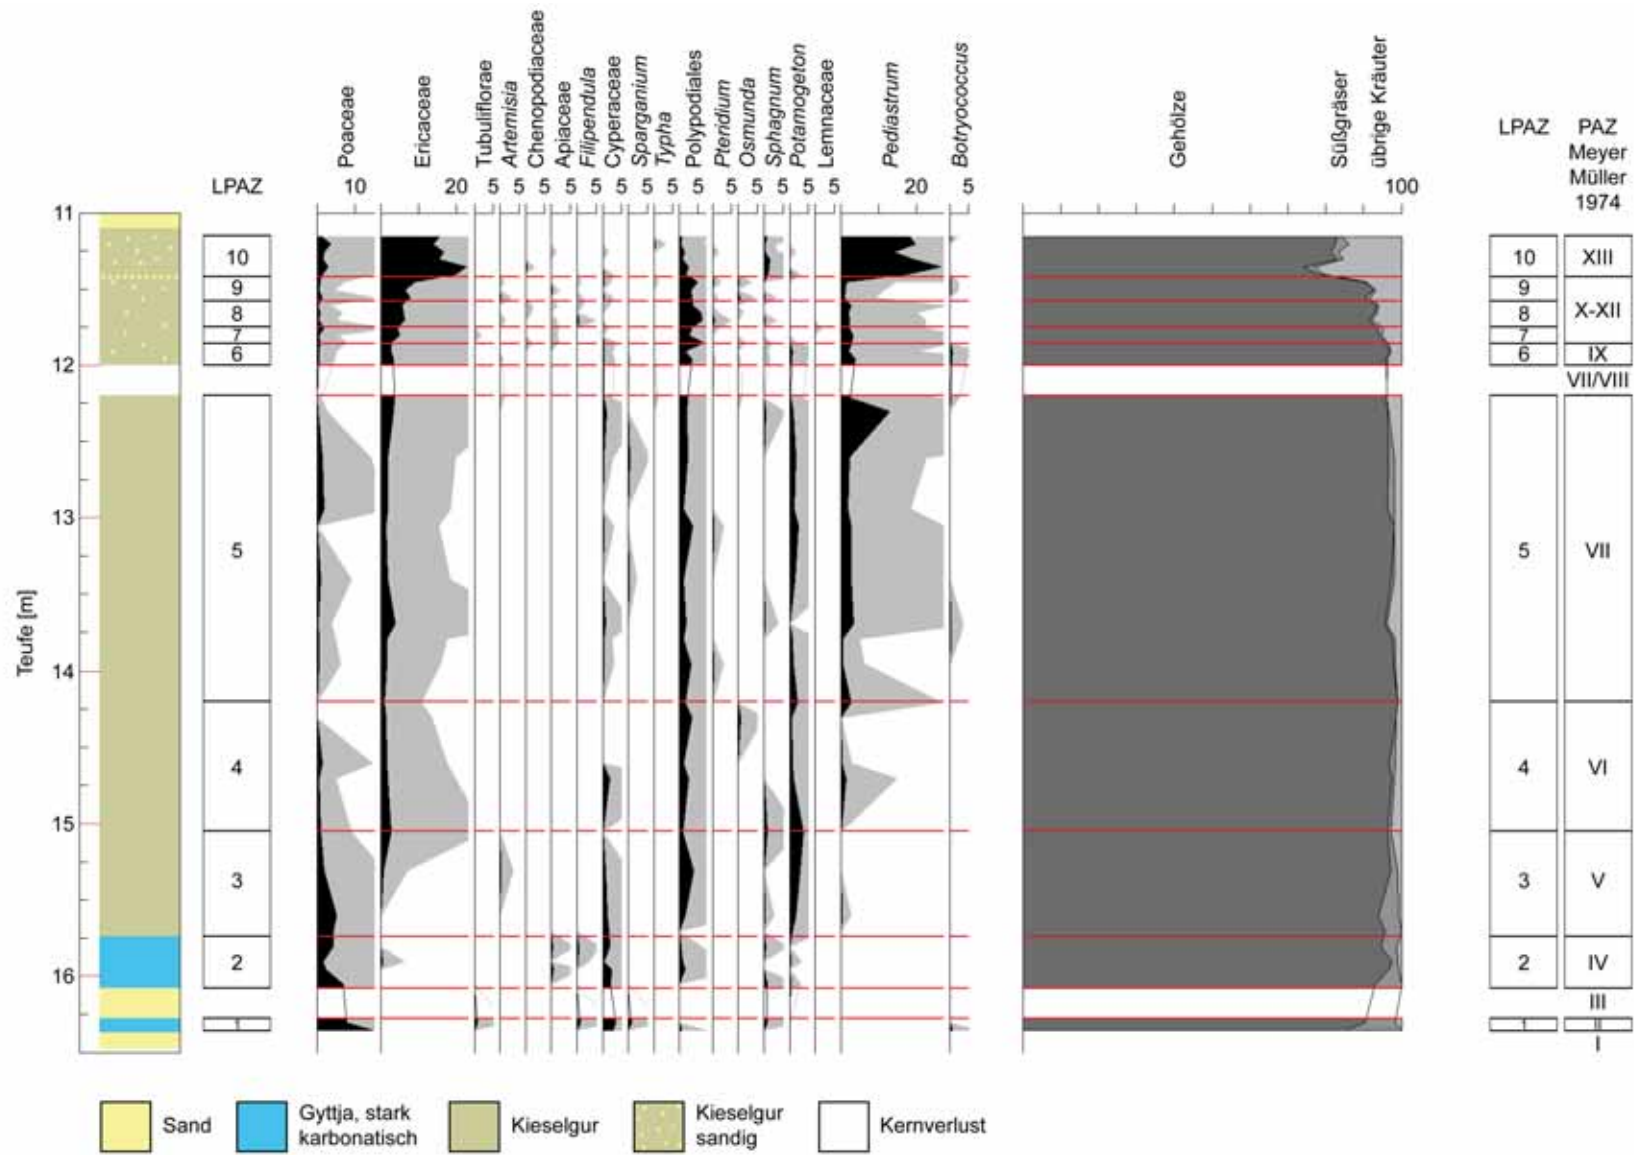 Poaceae
Ericaceae
Tubuliflorae
Artemisia
Chenopodiaceae
Apiaceae
Filipendula
Cyperaceae
Sparganium
Typha
Polypodiales
Pteridium
Osmunda
Sphagnum
Potamogeton
Lemnaceae
Pediastrum
Botryococcus
Gehölze
Süßgräser
übrige Kräuter
LPAZ
PAZ
Meyer
Müller
1974
LPAZ
10
20
5
5
5
5
5
5
5
5
5
5
5
5
5
5
20
5
100
Teufe [m]
11
12
13
14
15
16
10
9
8
7
6
5
4
3
2
1
10
9
8
7
6
5
4
3
2
1
XIII
X-XII
IX
VII/VIII
VII
VI
V
IV
III
II
I
Sand
Gyttja, stark
karbonatisch
Kieselgur
Kieselgur
sandig
Kernverlust